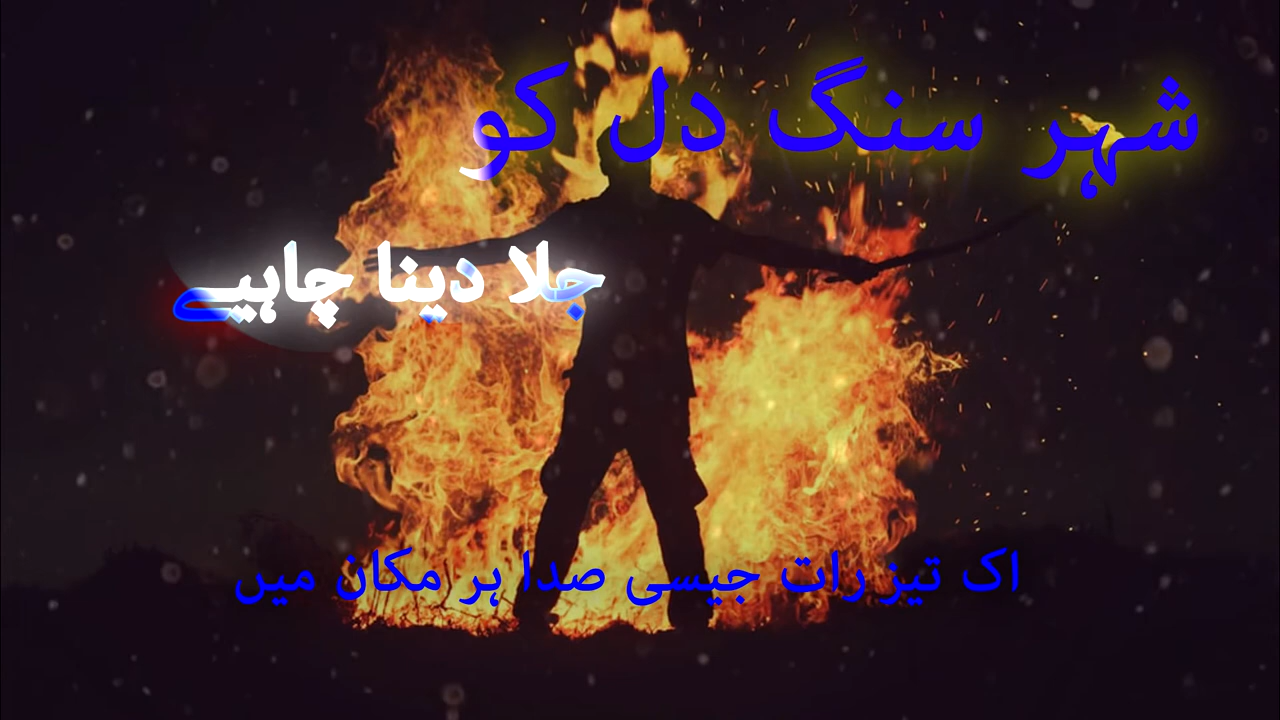 شہر سنگ دل کو
جلا دینا چاہیے
اک تیز رات جیسی صدا ہر مکان میں